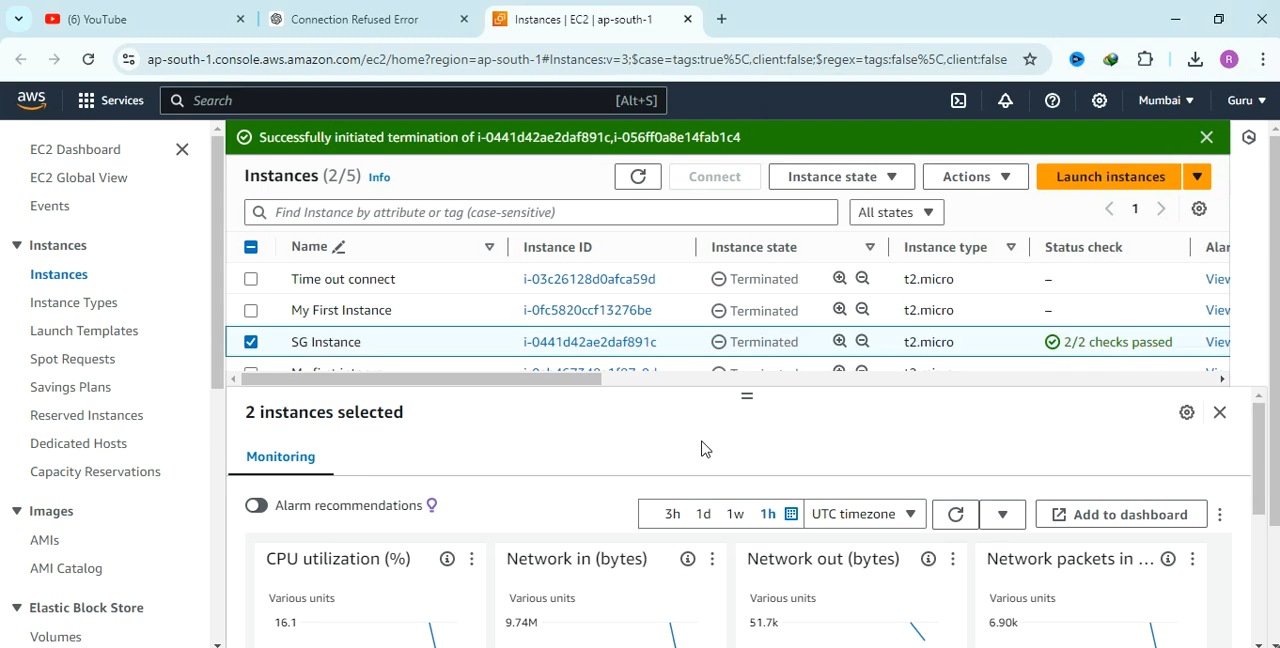 (6) YouTube
Connection Refused Error
Instances | EC2 | ap-south-1
ap-south-1.console.aws.amazon.com/ec2/home?region=ap-south-1#Instances:v=3;$case=tags:true%5C,client:false;$regex=tags:false%5C,client:false
R
aws Services Search [Alt+S] Mumbai Guru
EC2 Dashboard
EC2 Global View
Events
Instances
Instances
Instance Types
Launch Templates
Spot Requests
Savings Plans
Reserved Instances
Dedicated Hosts
Capacity Reservations
Images
AMIs
AMI Catalog
Elastic Block Store
Volumes
Successfully initiated termination of i-0441d42ae2daf891c,i-056ff0a8e14fab1c4
Instances (2/5) Info Connect Instance state Actions Launch instances
Find Instance by attribute or tag (case-sensitive) All states 1
Name Instance ID Instance state Instance type Status check Alar
Time out connect i-03c26128d0afca59d Terminated t2.micro – View
My First Instance i-0fc5820ccf13276be Terminated t2.micro – View
SG Instance i-0441d42ae2daf891c Terminated t2.micro 2/2 checks passed View
2 instances selected
Monitoring
Alarm recommendations 3h 1d 1w 1h UTC timezone Add to dashboard
CPU utilization (%) Network in (bytes) Network out (bytes) Network packets in ...
Various units Various units Various units Various units
16.1 9.74M 51.7k 6.90k